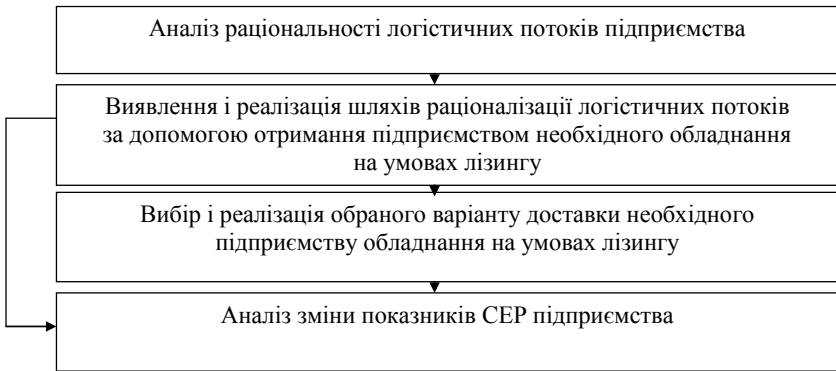 Аналіз раціональності логістичних потоків підприємства
Виявлення і реалізація шляхів раціоналізації логістичних потоків
за допомогою отримання підприємством необхідного обладнання
на умовах лізингу
Вибір і реалізація обраного варіанту доставки необхідного
підприємству обладнання на умовах лізингу
Аналіз зміни показників СЕР підприємства